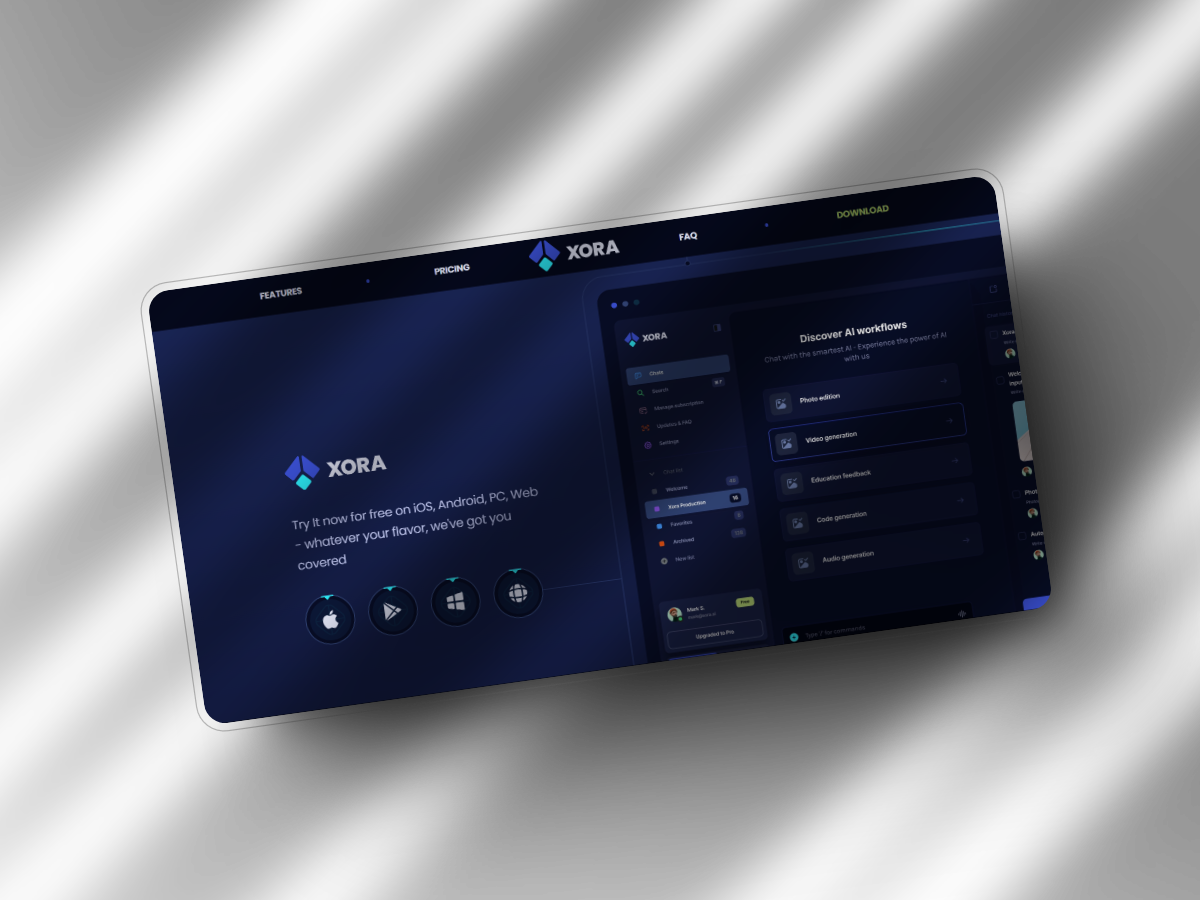 FEATURES
PRICING
XORA
FAQ
DOWNLOAD
XORA
Try It now for free on iOS, Android, PC, Web
- whatever your flavor, we've got you
covered
XORA
Chats
Search
Manage subscription
Updates & FAQ
Settings
Chat list
Welcome
Xora Production
Favorites
Archived
New list
Mark S.
Free
Upgraded to Pro
Discover AI workflows
Chat with the smartest AI - Experience the power of AI
with us
Photo edition
Video generation
Education feedback
Code generation
Audio generation
Type '/' for commands